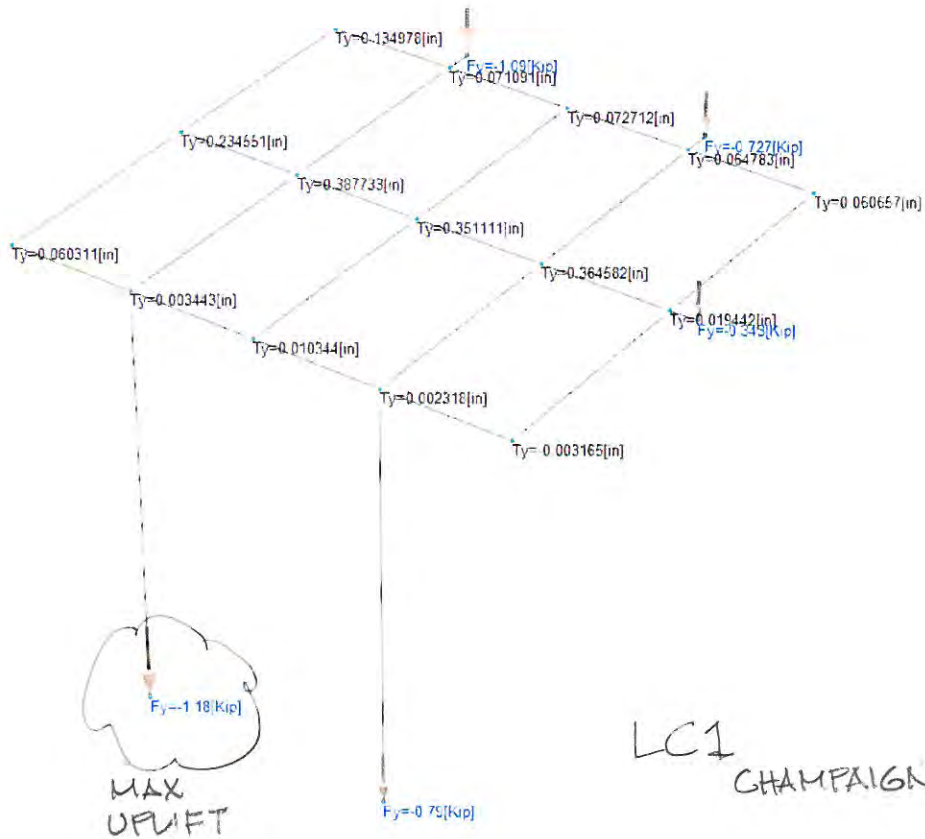 Ty=0.134978[in]
Fy=-1.09[Kip]
Ty=0.071091[in]
Ty=0.072712[in]
Fy=-0.727[Kip]
Ty=0.064783[in]
Ty=0.234551[in]
Ty=0.387733[in]
Ty=0.060657[in]
Ty=0.351111[in]
Ty=0.060311[in]
Ty=0.364582[in]
Ty=0.003443[in]
Ty=0.019442[in]
Fy=-0.345[Kip]
Ty=0.010344[in]
Ty=0.002318[in]
Ty=-0.003165[in]
Fy=-1.18[Kip]
LC1
CHAMPAIGN
MAX
UPLIFT
Fy=-0.79[Kip]